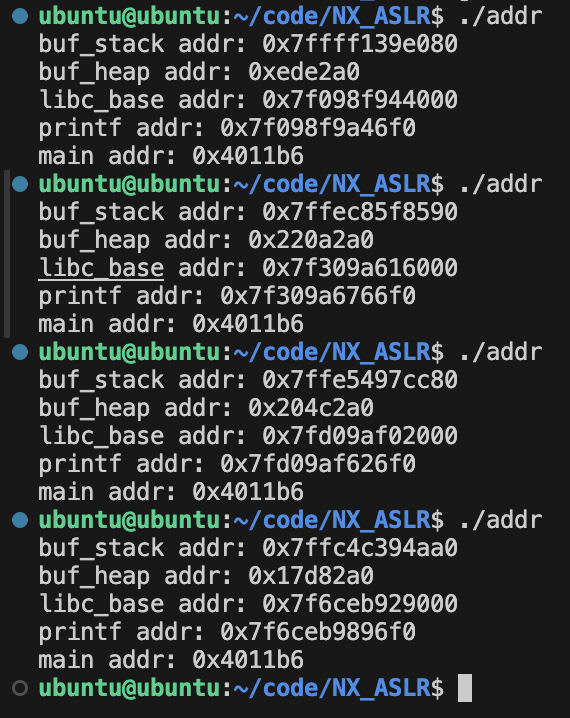 ubuntu@ubuntu:~/code/NX_ASLR$ ./addr
buf_stack addr: 0x7ffff139e080
buf_heap addr: 0xede2a0
libc_base addr: 0x7f098f944000
printf addr: 0x7f098f9a46f0
main addr: 0x4011b6
ubuntu@ubuntu:~/code/NX_ASLR$ ./addr
buf_stack addr: 0x7ffec85f8590
buf_heap addr: 0x220a2a0
libc_base addr: 0x7f309a616000
printf addr: 0x7f309a6766f0
main addr: 0x4011b6
ubuntu@ubuntu:~/code/NX_ASLR$ ./addr
buf_stack addr: 0x7ffe5497cc80
buf_heap addr: 0x204c2a0
libc_base addr: 0x7fd09af02000
printf addr: 0x7fd09af626f0
main addr: 0x4011b6
ubuntu@ubuntu:~/code/NX_ASLR$ ./addr
buf_stack addr: 0x7ffc4c394aa0
buf_heap addr: 0x17d82a0
libc_base addr: 0x7f6ceb929000
printf addr: 0x7f6ceb9896f0
main addr: 0x4011b6
ubuntu@ubuntu:~/code/NX_ASLR$